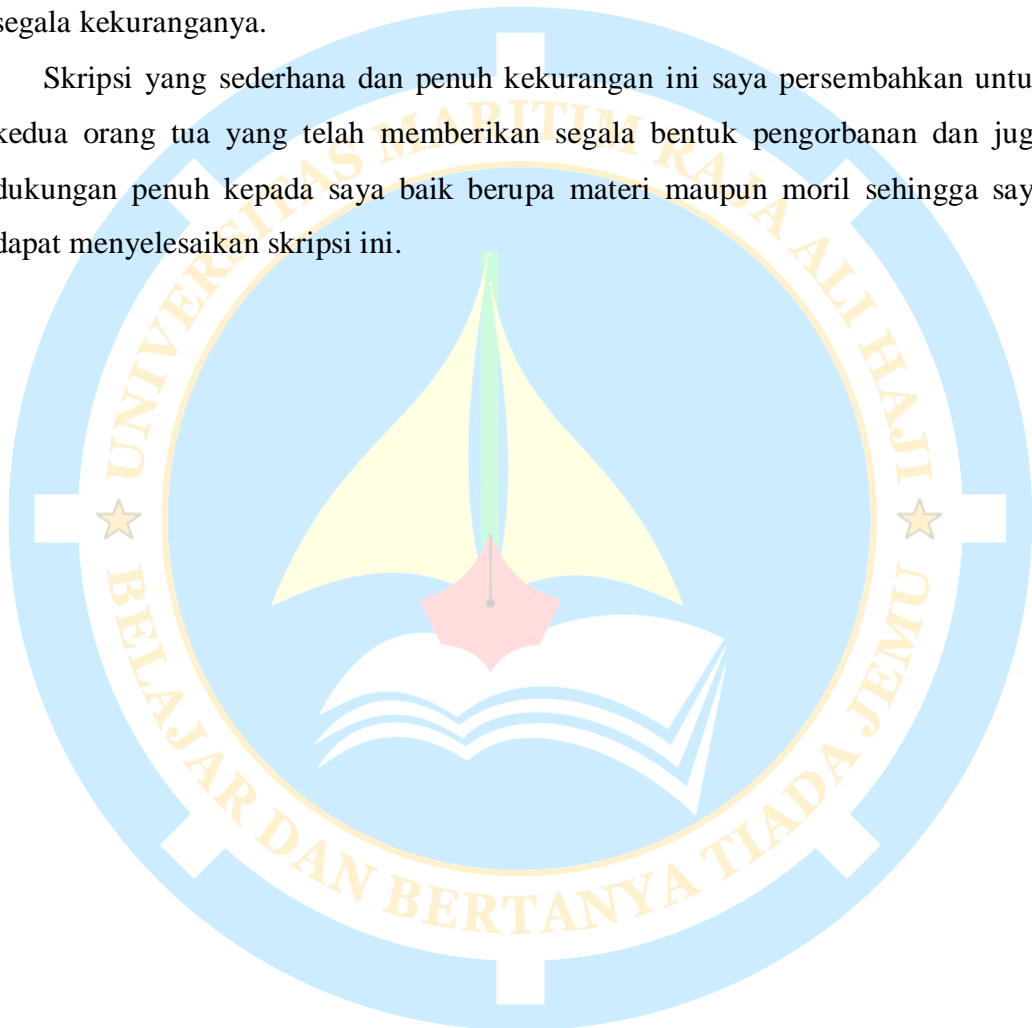 segala kekuranganya.
Skripsi yang sederhana dan penuh kekurangan ini saya persembahkan untu
kedua orang tua yang telah memberikan segala bentuk pengorbanan dan jug
dukungan penuh kepada saya baik berupa materi maupun moril sehingga say
dapat menyelesaikan skripsi ini.
UNIVERSITAS MARITIM RAJA ALI HAJI
BELAJAR DAN BERTANYA TIADA JEMU